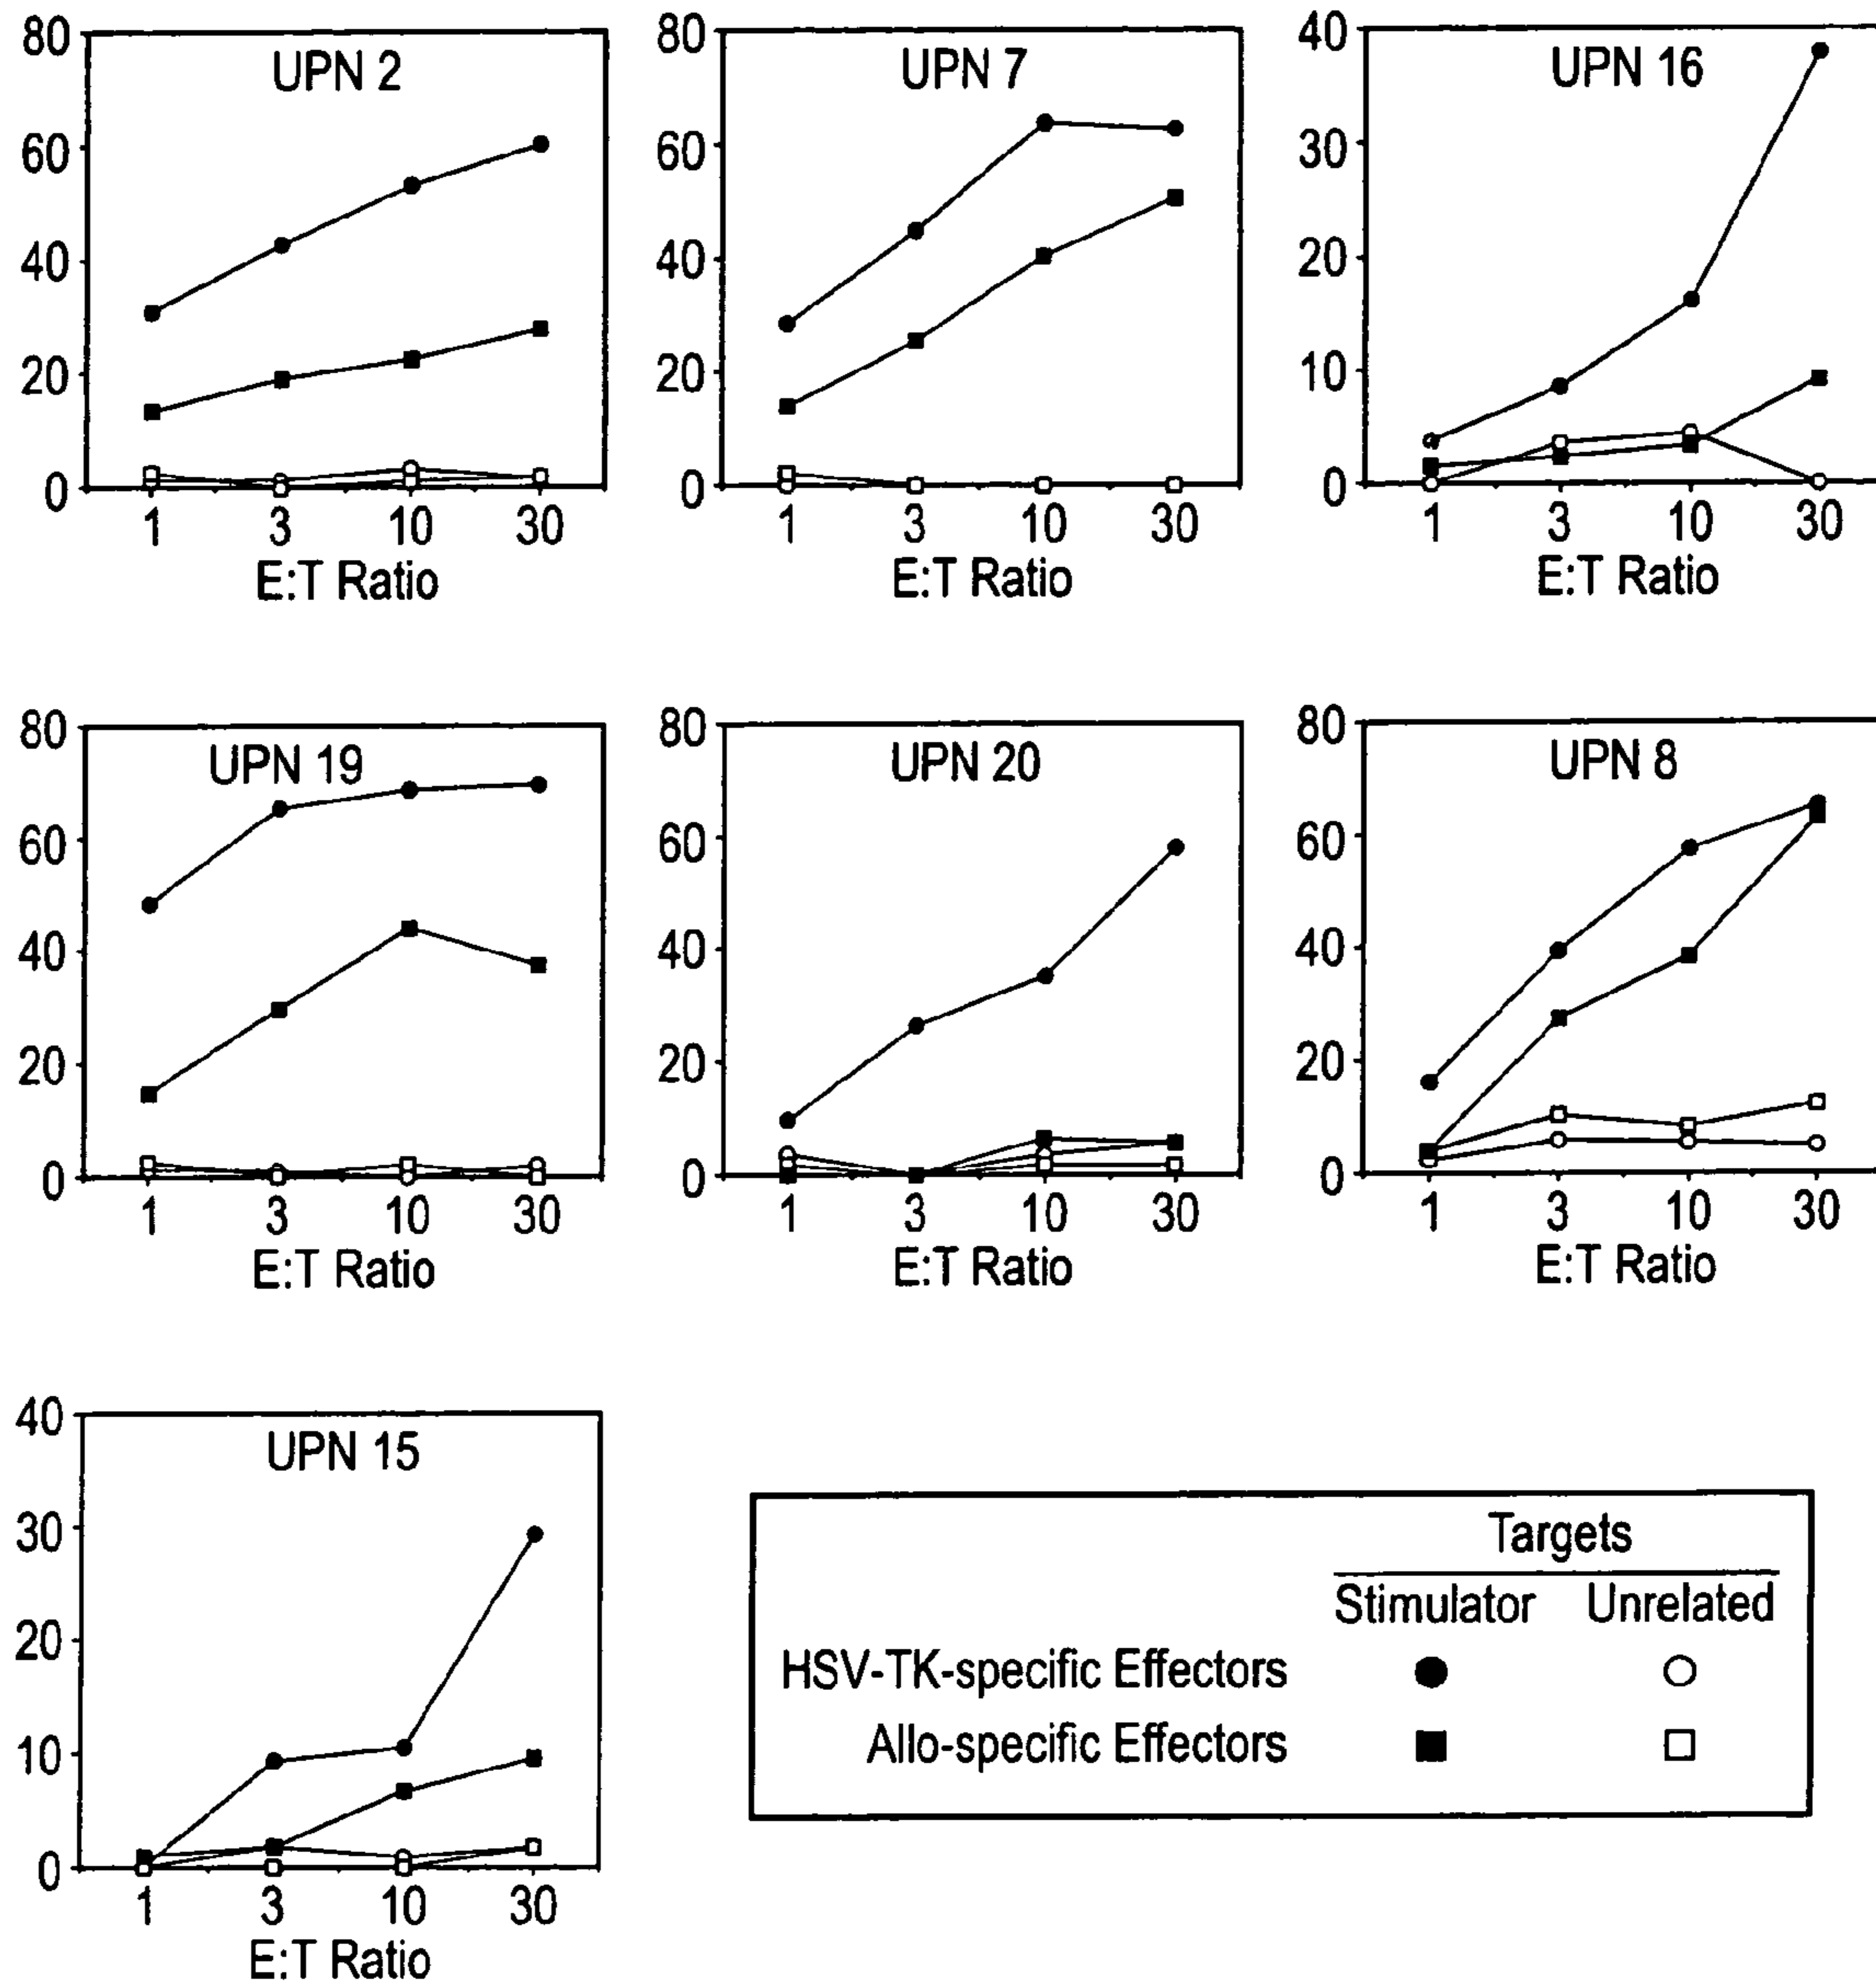 UPN 2
80
60
40
20
0
1 3 10 30
E:T Ratio
UPN 7
80
60
40
20
0
1 3 10 30
E:T Ratio
UPN 16
40
30
20
10
0
1 3 10 30
E:T Ratio
UPN 19
80
60
40
20
0
1 3 10 30
E:T Ratio
UPN 20
80
60
40
20
0
1 3 10 30
E:T Ratio
UPN 8
80
60
40
20
0
1 3 10 30
E:T Ratio
UPN 15
40
30
20
10
0
1 3 10 30
E:T Ratio
Targets
Stimulator Unrelated
HSV-TK-specific Effectors
Allo-specific Effectors